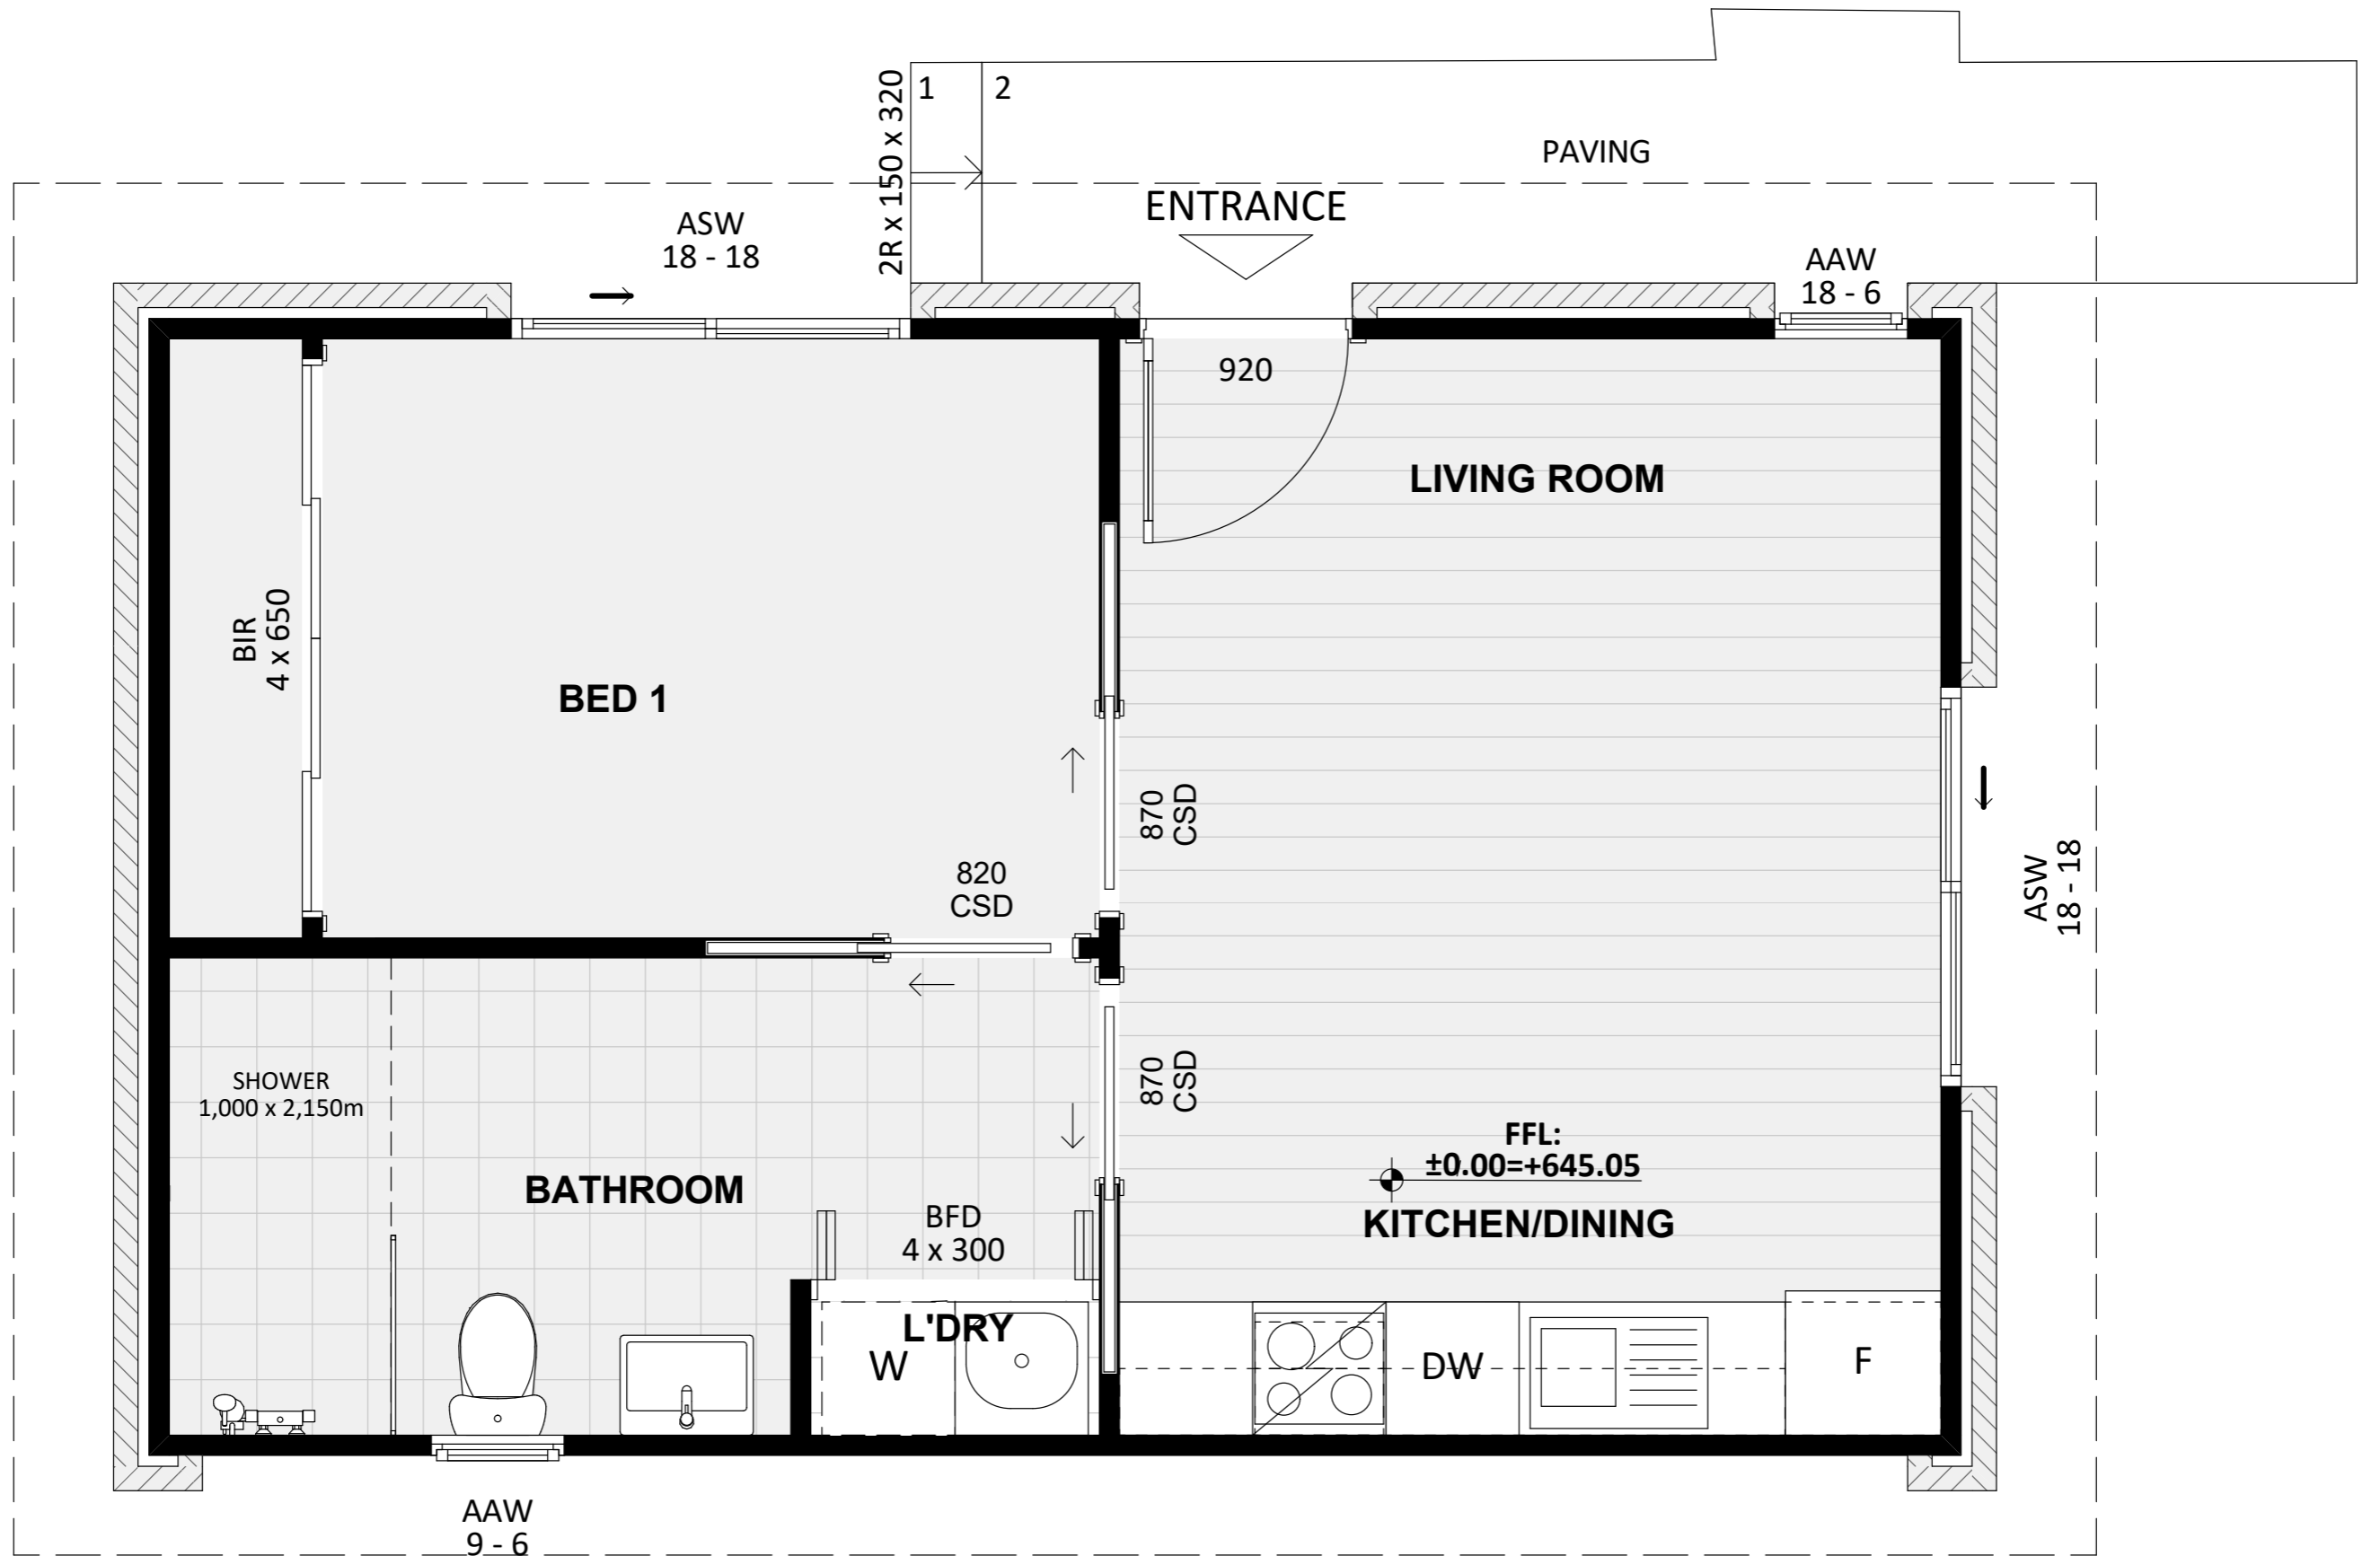 1
2
2R x 150 x 320
PAVING
ENTRANCE
ASW
18 - 18
AAW
18 - 6
920
LIVING ROOM
BIR
4 x 650
BED 1
870
CSD
820
CSD
ASW
18 - 18
870
CSD
SHOWER
1,000 x 2,150m
FFL:
±0.00=+645.05
BATHROOM
BFD
4 x 300
KITCHEN/DINING
L'DRY
W
DW
F
AAW
9 - 6